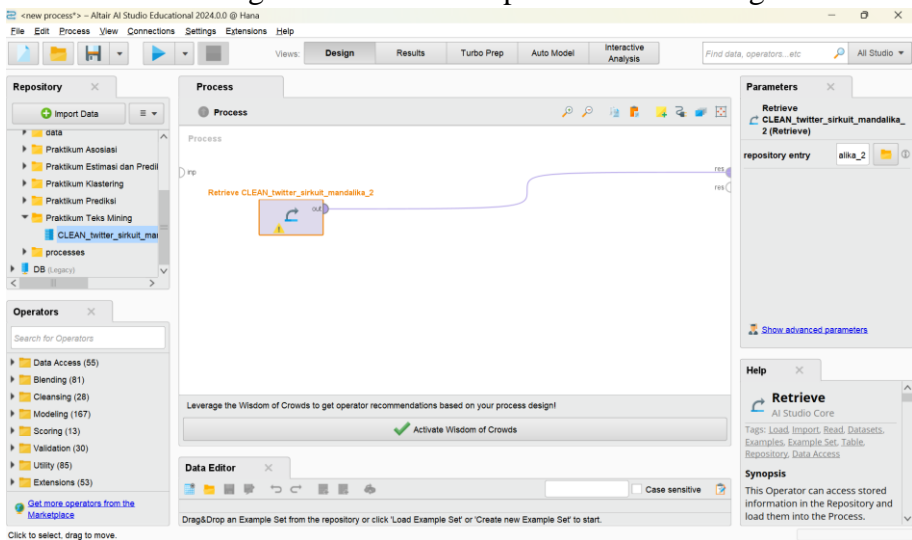 <new process*> – Altair AI Studio Educational 2024.0.0 @ Hana
File Edit Process View Connections Settings Extensions Help
Views: Design Results Turbo Prep Auto Model Interactive Analysis
Find data, operators...etc
All Studio
Repository
Import Data
data
Praktikum Asosiasi
Praktikum Estimasi dan Predil
Praktikum Klastering
Praktikum Prediksi
Praktikum Teks Mining
CLEAN_twitter_sirkuit_mar
processes
DB (Legacy)
Operators
Search for Operators
Data Access (55)
Blending (81)
Cleansing (28)
Modeling (167)
Scoring (13)
Validation (30)
Utility (85)
Extensions (53)
Get more operators from the
Marketplace
Click to select, drag to move.
Process
Process
Process
inp
Retrieve CLEAN_twitter_sirkuit_mandalika_2
out
res
res
Leverage the Wisdom of Crowds to get operator recommendations based on your process design!
Activate Wisdom of Crowds
Data Editor
Case sensitive
Drag&Drop an Example Set from the repository or click 'Load Example Set' or 'Create new Example Set' to start.
Parameters
Retrieve
CLEAN_twitter_sirkuit_mandalika_
2 (Retrieve)
repository entry alika_2
Show advanced parameters
Help
Retrieve
AI Studio Core
Tags: Load, Import, Read, Datasets,
Examples, Example Set, Table,
Repository, Data Access
Synopsis
This Operator can access stored
information in the Repository and
load them into the Process.